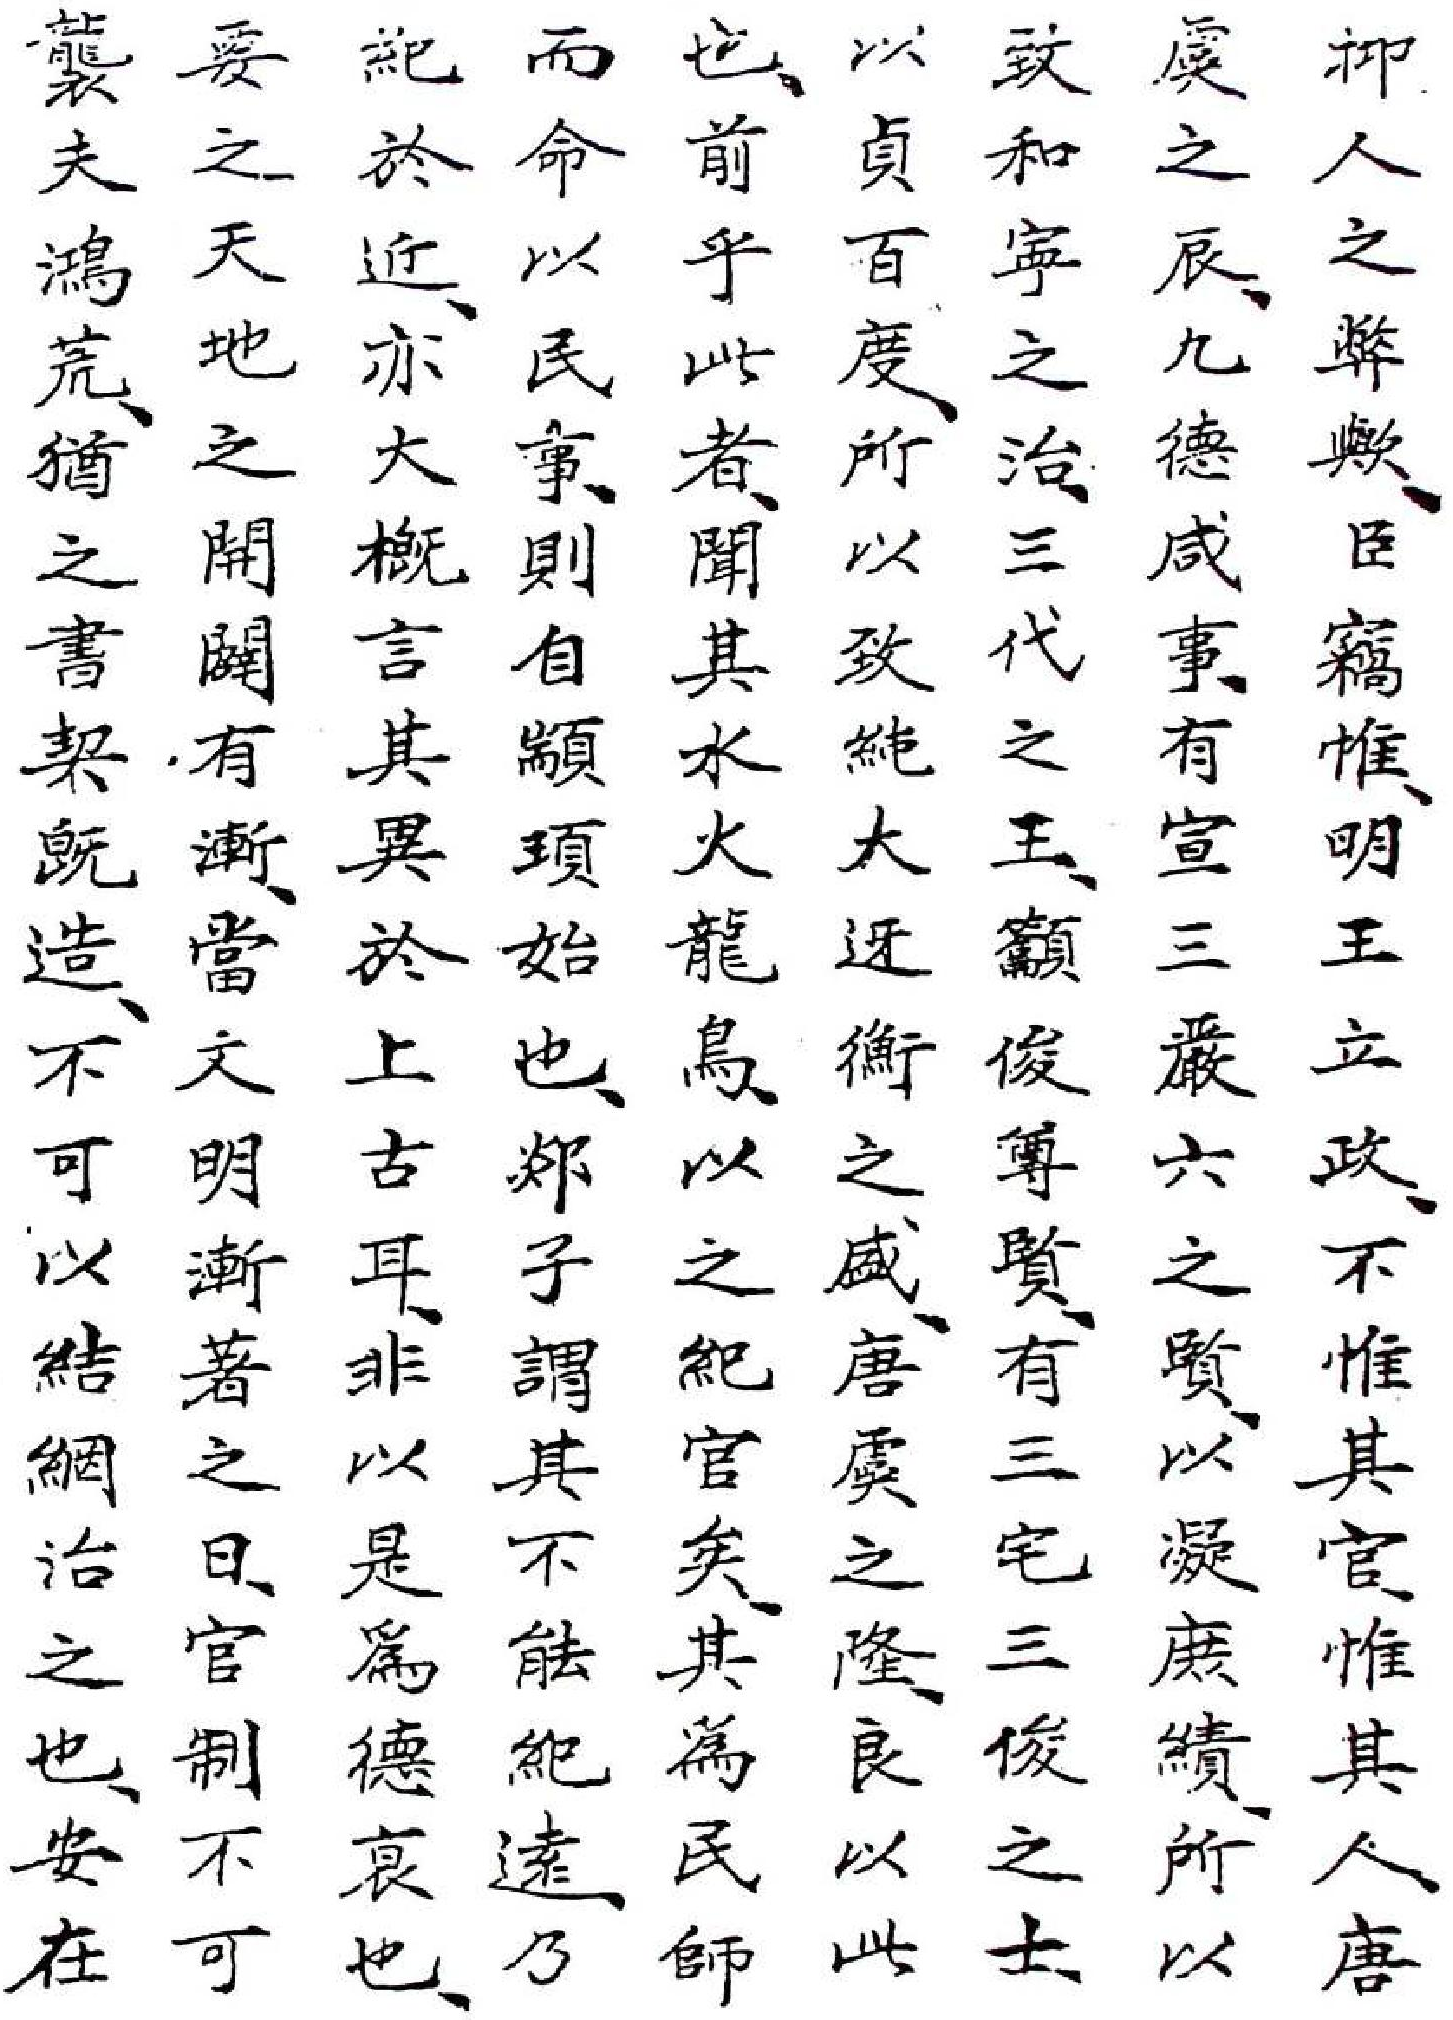 抑人之弊歟、臣竊惟、明王立政、不惟其官、惟其人、唐
虞之辰、九德咸事、有宣三嚴六之賢、以凝庶績、所以
致和寧之治、三代之王、籲俊尊賢、有三宅三俊之士、
以貞百度、所以致純太迓衡之盛、唐虞之隆、良以此
也、前乎此者、聞其水火龍鳥、以之紀官矣、其為民師
而命以民事、則自顓頊始也、郯子謂其不能紀遠、乃
紀於近、亦大概言其異於上古耳、非以是爲德衰也、
爰之天地之開闢有漸、當文明漸著之日、官制不可
襲夫鴻荒、猶之書契既造、不可以結網治之也、安在